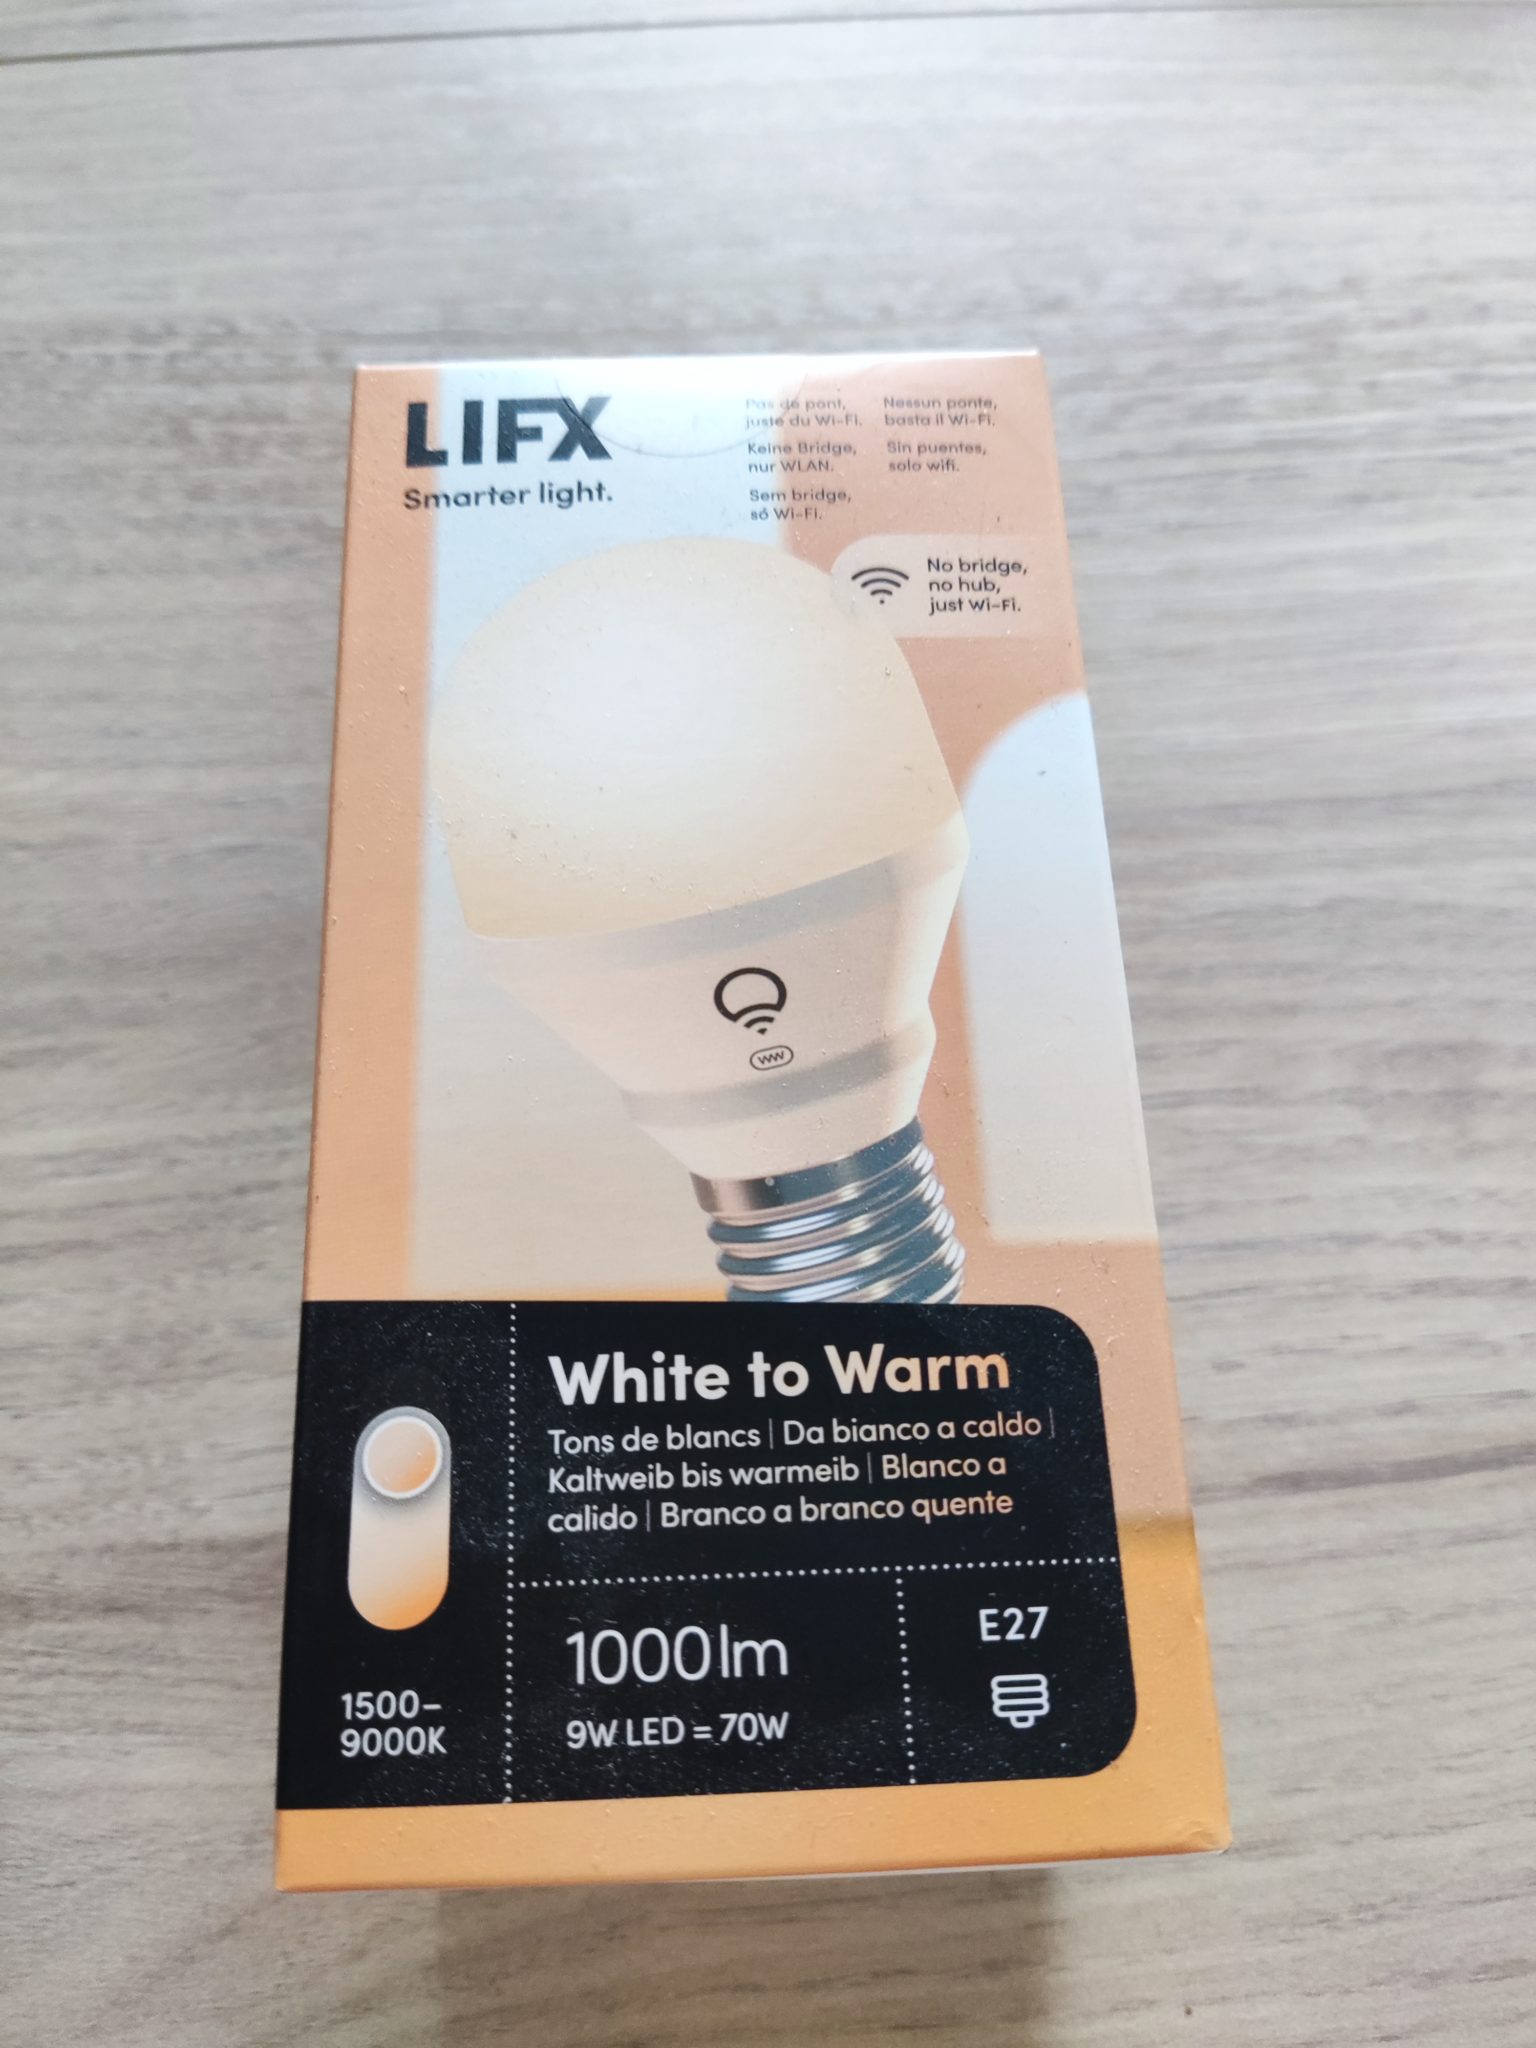 LIFX
Smarter light.
Pas de pont,
juste du Wi-Fi.
Nessun ponte,
basta il Wi-Fi.
Keine Bridge,
nur WLAN.
Sin puentes,
solo wifi.
Sem bridge,
só Wi-Fi.
No bridge,
no hub,
just Wi-Fi.
WW
White to Warm
Tons de blancs | Da bianco a caldo |
Kaltweib bis warmeib | Blanco a
calido | Branco a branco quente
1500–
9000K
1000lm
9W LED = 70W
E27